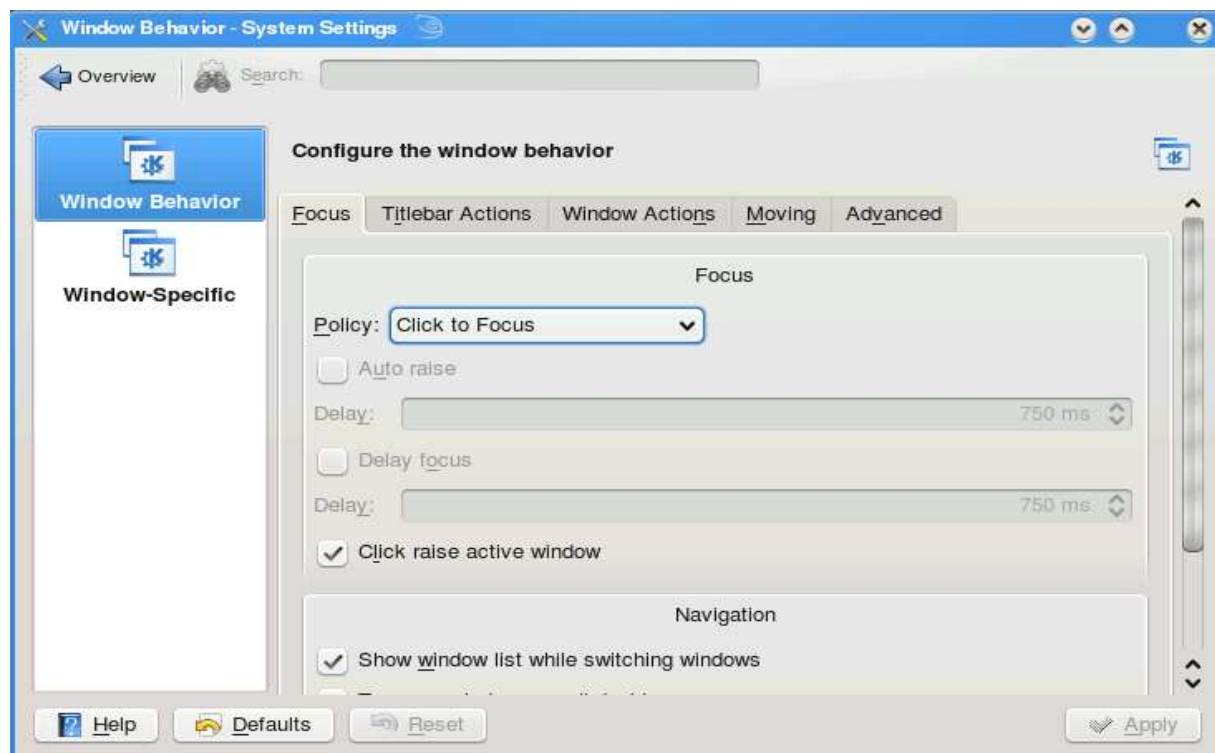 Window Behavior - System Settings
Overview
Search:
Window Behavior
Window-Specific
Configure the window behavior
Focus Titlebar Actions Window Actions Moving Advanced
Focus
Policy: Click to Focus
Auto raise
Delay: 750 ms
Delay focus
Delay: 750 ms
Click raise active window
Navigation
Show window list while switching windows
Help Defaults Reset Apply